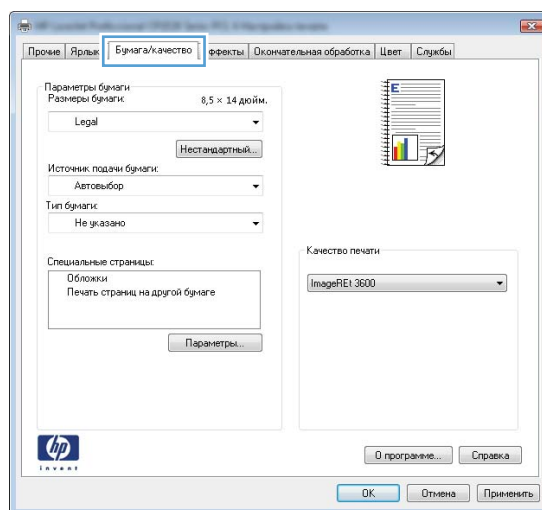 Прочие Ярлык Бумага/качество ффекты Окончательная обработка Цвет Службы
Параметры бумаги
Размеры бумаги: 8,5 × 14 дюйм.
Legal
Нестандартный...
Источник подачи бумаги:
Автовыбор
Тип бумаги:
Не указано
Специальные страницы:
Обложки
Печать страниц на другой бумаге
Параметры...
E
Качество печати
ImageREt 3600
hp
invent
О программе... Справка
OK Отмена Применить